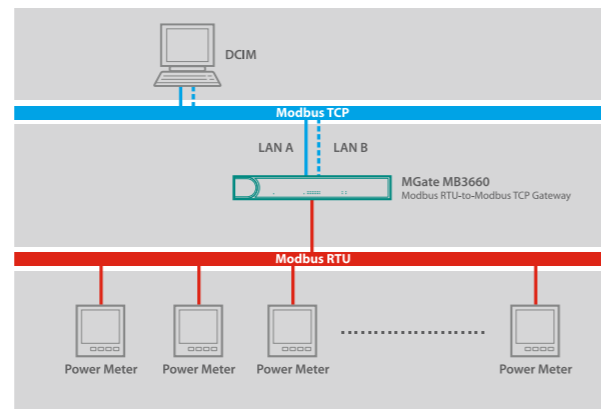 DCIM
Modbus TCP
LAN A
LAN B
MGate MB3660
Modbus RTU-to-Modbus TCP Gateway
Modbus RTU
Power Meter
Power Meter
Power Meter
Power Meter